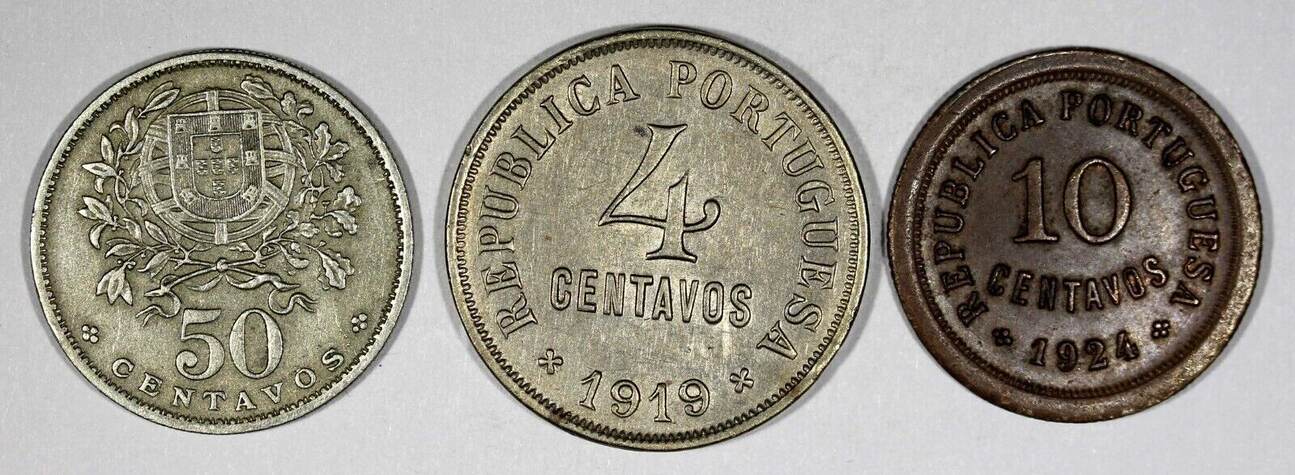 50
CENTAVOS
REPUBLICA PORTUGUESA
4
CENTAVOS
1919
REPUBLICA PORTUGUESA
10
CENTAVOS
1924